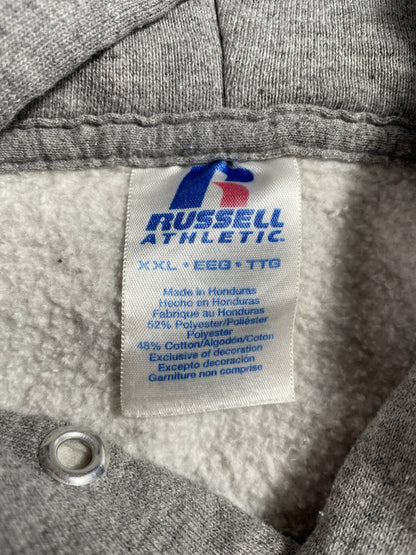 R
RUSSELL
ATHLETIC
XXL • EEG • TTG
Made in Honduras
Hecho en Honduras
Fabriqué au Honduras
52% Polyester/Poliéster
Polyester
48% Cotton/Algodón/Coton
Exclusive of decoration
Excepto decoración
Garniture non comprise